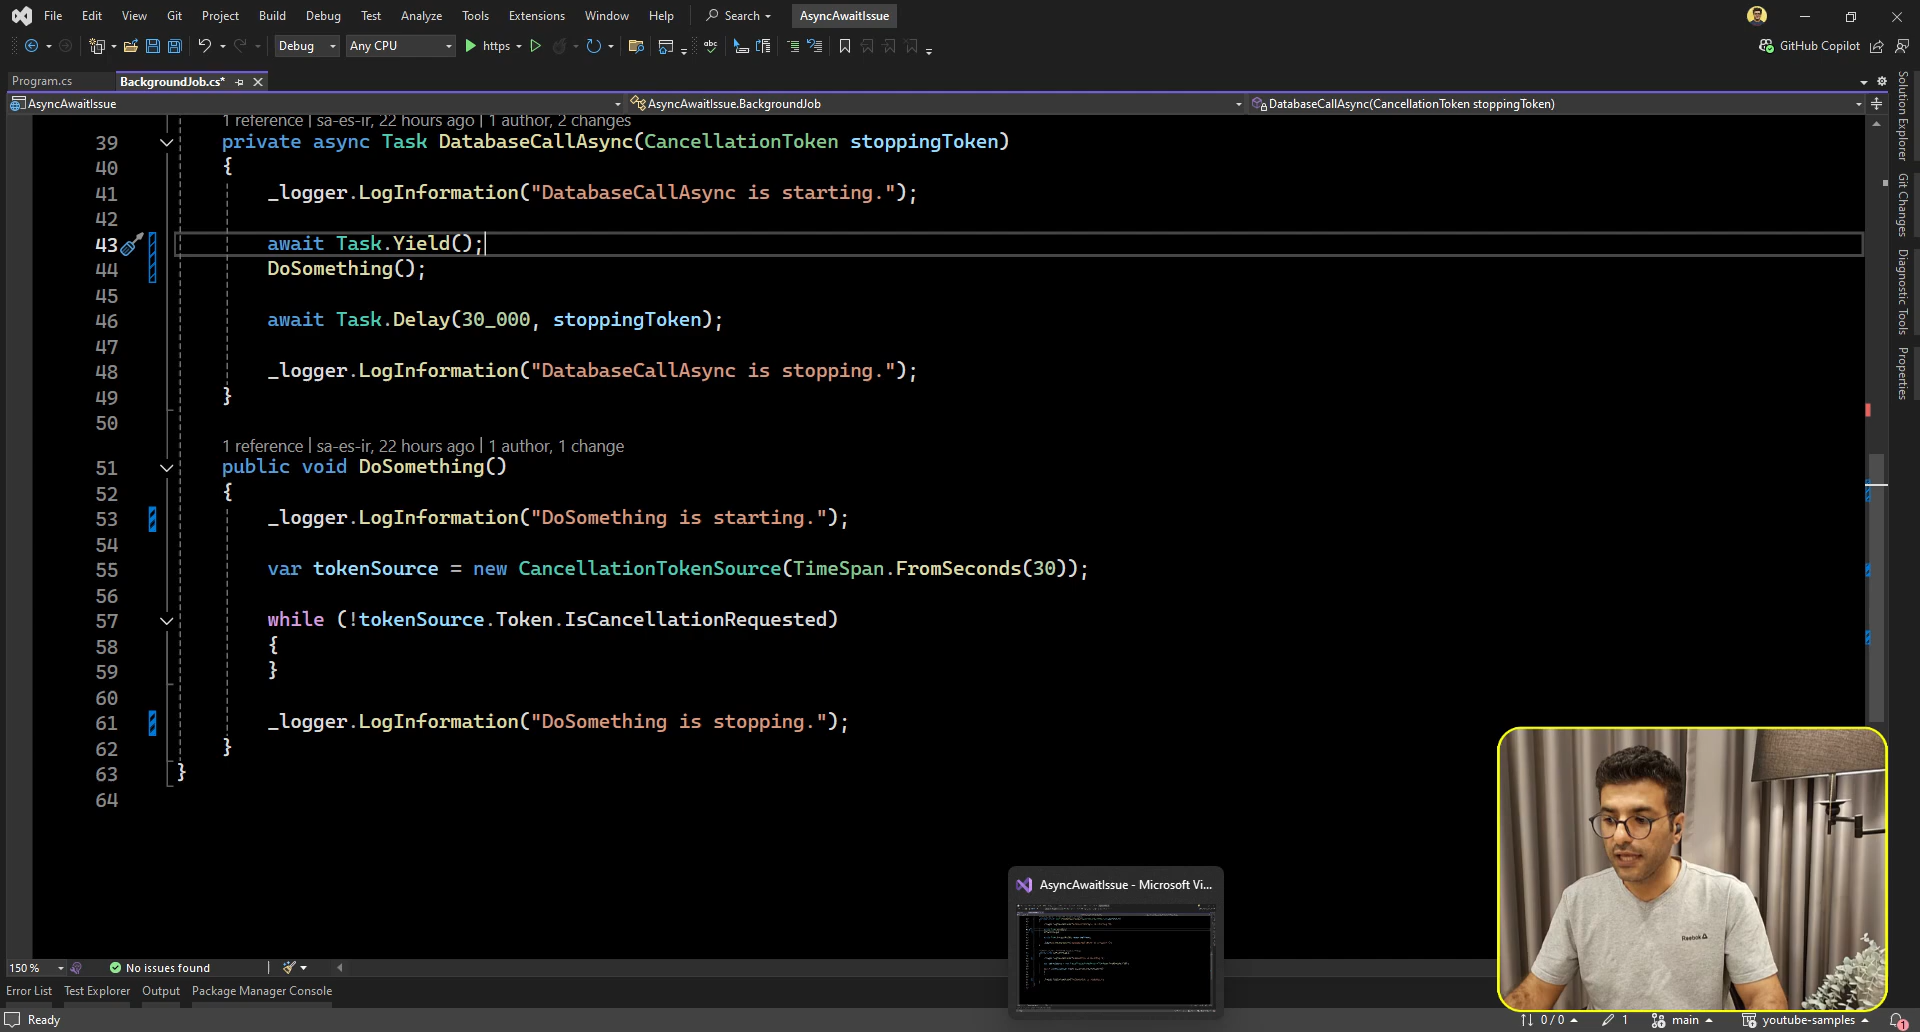 File Edit View Git Project Build Debug Test Analyze Tools Extensions Window Help Search AsyncAwaitIssue
Debug Any CPU https GitHub Copilot
Program.cs BackgroundJob.cs*
AsyncAwaitIssue AsyncAwaitIssue.BackgroundJob DatabaseCallAsync(CancellationToken stoppingToken)
1 reference | sa-es-ir, 22 hours ago | 1 author, 2 changes
39 private async Task DatabaseCallAsync(CancellationToken stoppingToken)
40 {
41 _logger.LogInformation("DatabaseCallAsync is starting.");
42
43 await Task.Yield();
44 DoSomething();
45
46 await Task.Delay(30_000, stoppingToken);
47
48 _logger.LogInformation("DatabaseCallAsync is stopping.");
49 }
50
1 reference | sa-es-ir, 22 hours ago | 1 author, 1 change
51 public void DoSomething()
52 {
53 _logger.LogInformation("DoSomething is starting.");
54
55 var tokenSource = new CancellationTokenSource(TimeSpan.FromSeconds(30));
56
57 while (!tokenSource.Token.IsCancellationRequested)
58 {
59 }
60
61 _logger.LogInformation("DoSomething is stopping.");
62 }
63 }
64
Solution Explorer
Git Changes
Diagnostic Tools
Properties
AsyncAwaitIssue - Microsoft Vi...
Reebok
150 % No issues found
Error List Test Explorer Output Package Manager Console
Ready 0 / 0 1 main youtube-samples 1